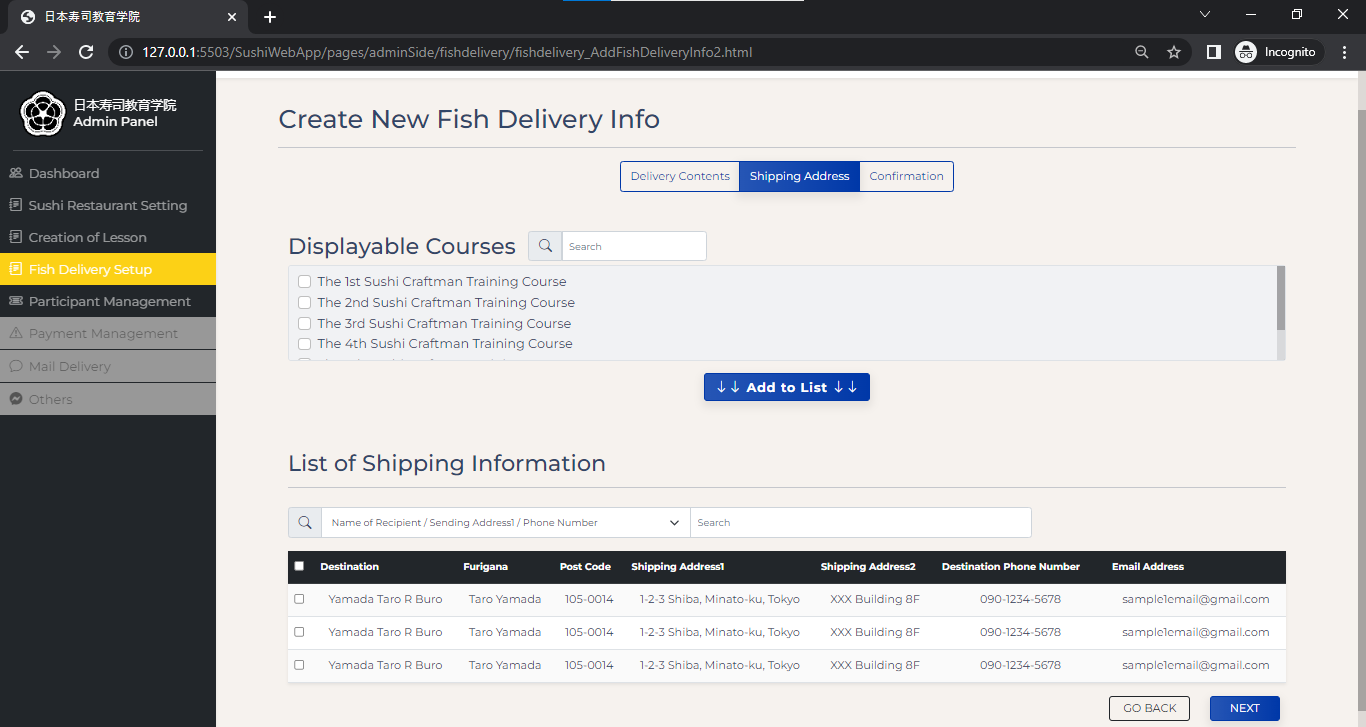 日本寿司教育学院
127.0.0.1:5503/SushiWebApp/pages/adminSide/fishdelivery/fishdelivery_AddFishDeliveryInfo2.html
Incognito
日本寿司教育学院
Admin Panel
Dashboard
Sushi Restaurant Setting
Creation of Lesson
Fish Delivery Setup
Participant Management
Payment Management
Mail Delivery
Others
Create New Fish Delivery Info
Delivery Contents Shipping Address Confirmation
Displayable Courses Search
The 1st Sushi Craftman Training Course
The 2nd Sushi Craftman Training Course
The 3rd Sushi Craftman Training Course
The 4th Sushi Craftman Training Course
↓↓ Add to List ↓↓
List of Shipping Information
Name of Recipient / Sending Address1 / Phone Number Search
Destination Furigana Post Code Shipping Address1 Shipping Address2 Destination Phone Number Email Address
Yamada Taro R Buro Taro Yamada 105-0014 1-2-3 Shiba, Minato-ku, Tokyo XXX Building 8F 090-1234-5678 sample1email@gmail.com
Yamada Taro R Buro Taro Yamada 105-0014 1-2-3 Shiba, Minato-ku, Tokyo XXX Building 8F 090-1234-5678 sample1email@gmail.com
Yamada Taro R Buro Taro Yamada 105-0014 1-2-3 Shiba, Minato-ku, Tokyo XXX Building 8F 090-1234-5678 sample1email@gmail.com
GO BACK NEXT